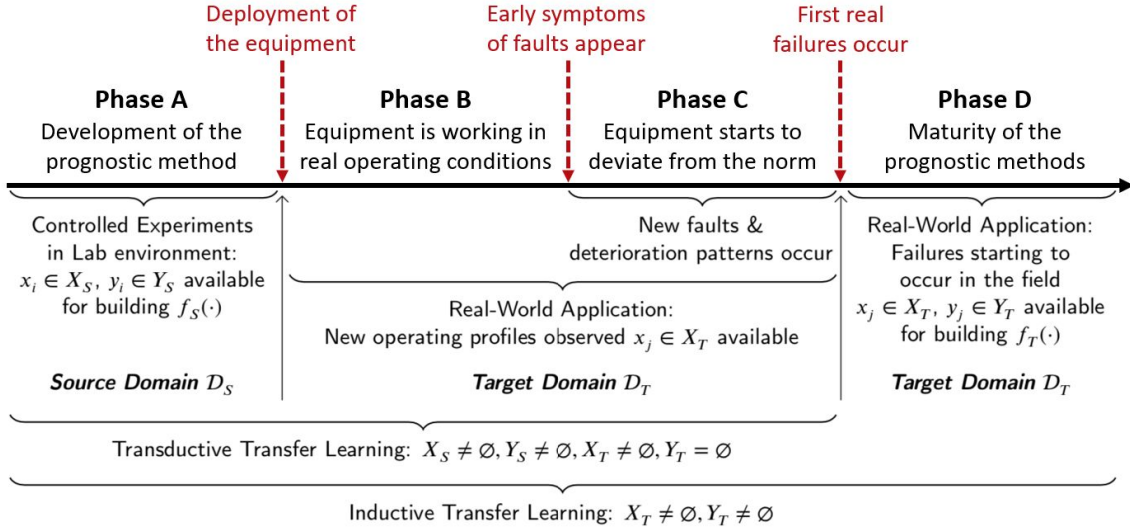 Deployment of
the equipment
Early symptoms
of faults appear
First real
failures occur
Phase A
Development of the
prognostic method
Phase B
Equipment is working in
real operating conditions
Phase C
Equipment starts to
deviate from the norm
Phase D
Maturity of the
prognostic methods
Controlled Experiments
in Lab environment:
x_i ∈ X_S, y_i ∈ Y_S available
for building f_S(·)
New faults &
deterioration patterns occur
Real-World Application:
New operating profiles observed x_j ∈ X_T available
Real-World Application:
Failures starting to
occur in the field
x_j ∈ X_T, y_j ∈ Y_T available
for building f_T(·)
Source Domain 𝒟_S
Target Domain 𝒟_T
Target Domain 𝒟_T
Transductive Transfer Learning: X_S ≠ ∅, Y_S ≠ ∅, X_T ≠ ∅, Y_T = ∅
Inductive Transfer Learning: X_T ≠ ∅, Y_T ≠ ∅